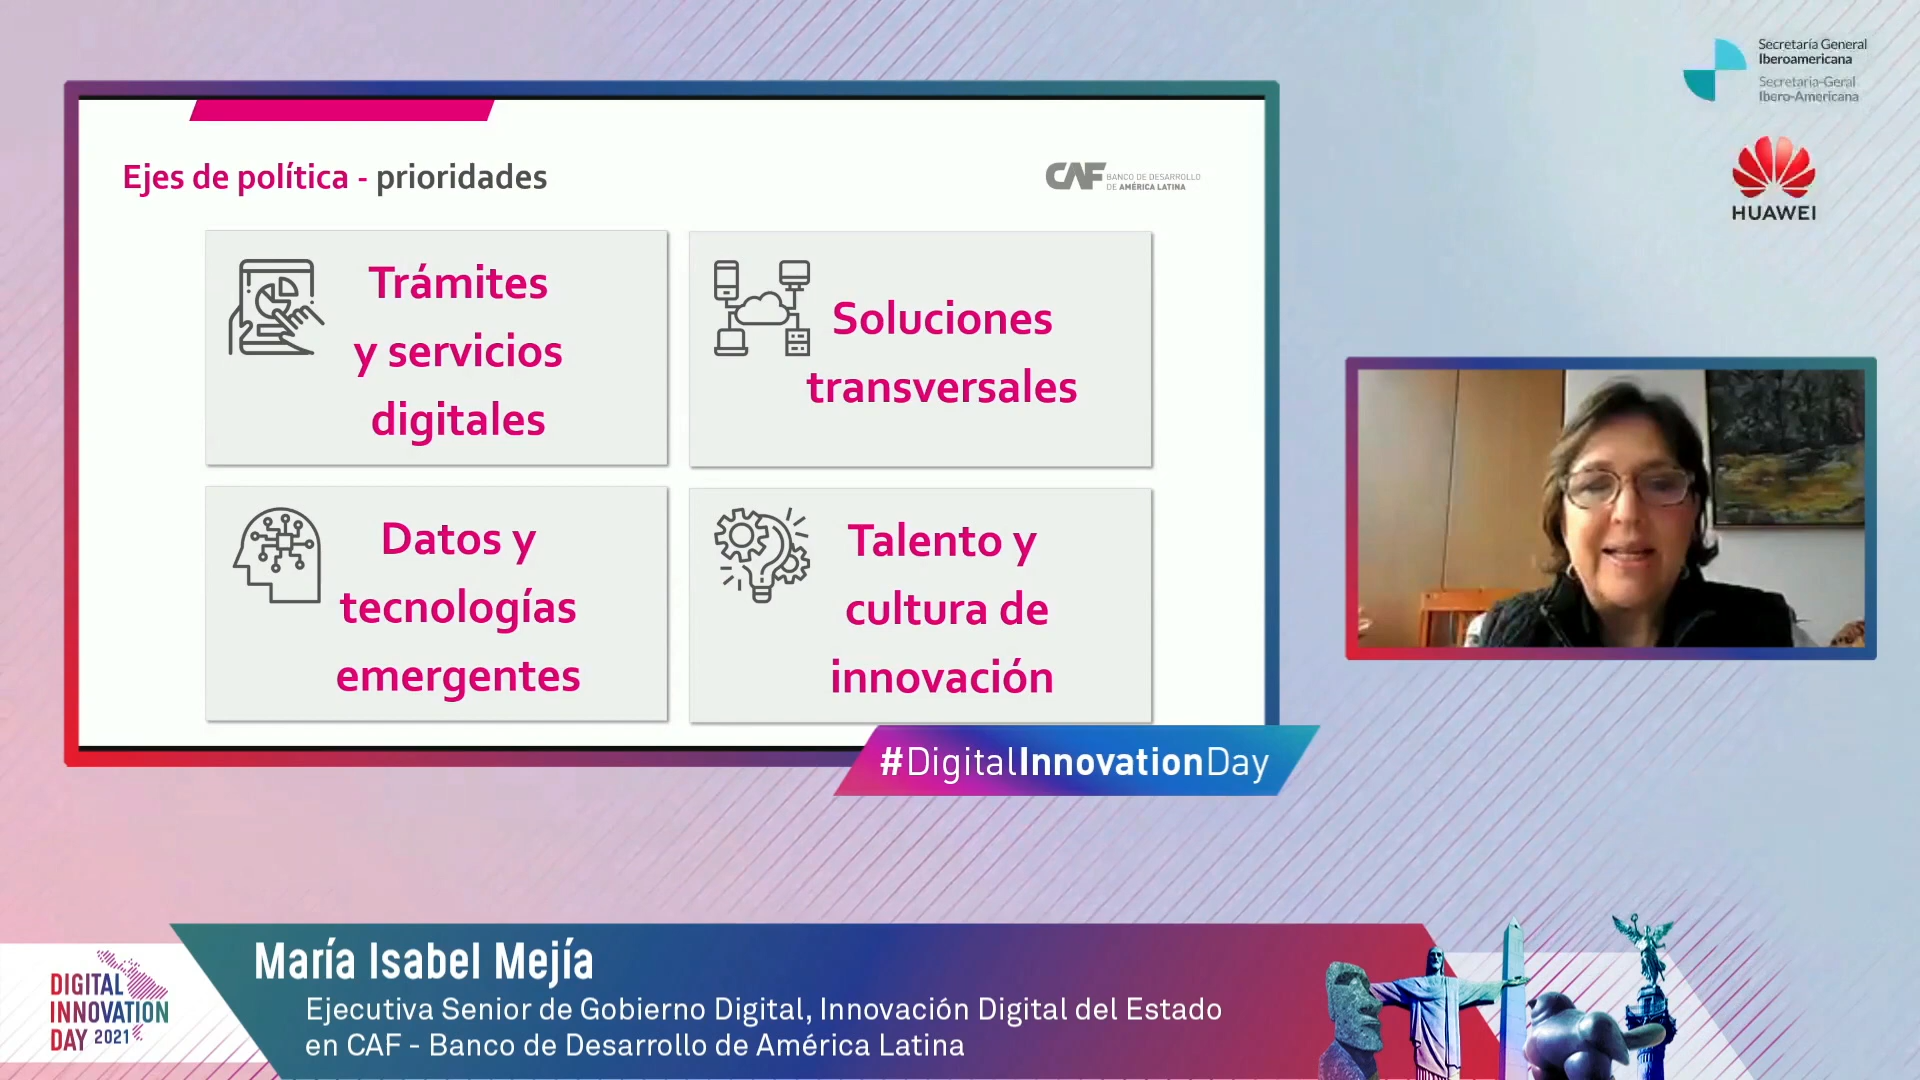 Secretaría General
Iberoamericana
Secretaria-Geral
Ibero-Americana
HUAWEI
Ejes de política - prioridades
CAF BANCO DE DESARROLLO
DE AMÉRICA LATINA
Trámites
y servicios
digitales
Soluciones
transversales
Datos y
tecnologías
emergentes
Talento y
cultura de
innovación
#DigitalInnovationDay
DIGITAL
INNOVATION
DAY 2021
María Isabel Mejía
Ejecutiva Senior de Gobierno Digital, Innovación Digital del Estado
en CAF - Banco de Desarrollo de América Latina